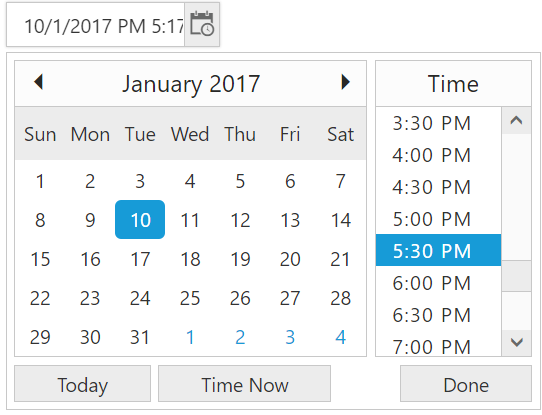 10/1/2017 PM 5:17
January 2017
Time
Sun Mon Tue Wed Thu Fri Sat
1 2 3 4 5 6 7
8 9 10 11 12 13 14
15 16 17 18 19 20 21
22 23 24 25 26 27 28
29 30 31 1 2 3 4
3:30 PM
4:00 PM
4:30 PM
5:00 PM
5:30 PM
6:00 PM
6:30 PM
7:00 PM
Today
Time Now
Done